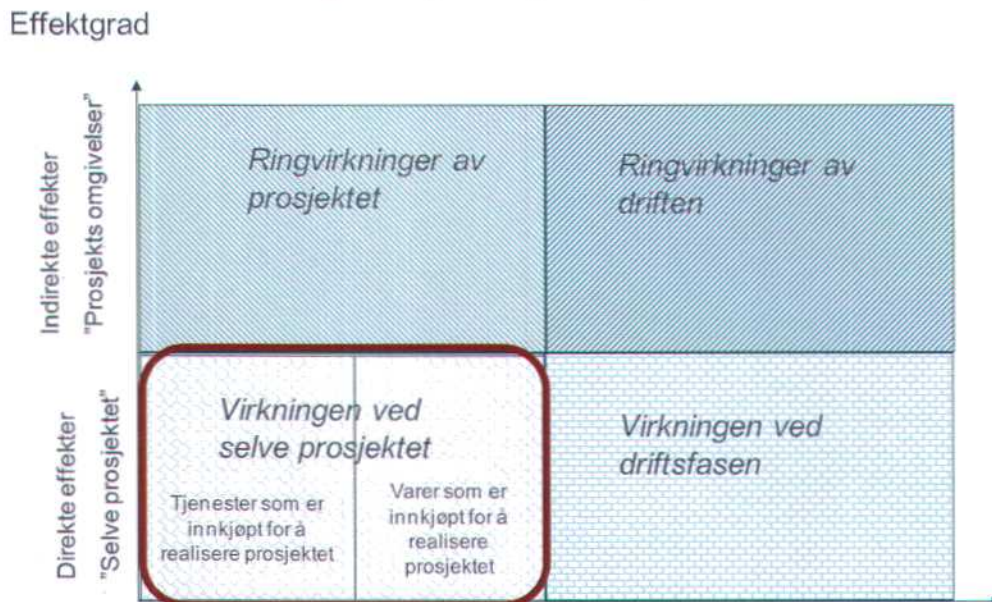 Effektgrad
Indirekte effekter
"Prosjekts omgivelser"
Ringvirkninger av
prosjektet
Ringvirkninger av
driften
Direkte effekter
"Selve prosjektet"
Virkningen ved
selve prosjektet
Tjenester som er
innkjøpt for å
realisere prosjektet
Varer som er
innkjøpt for å
realisere
prosjektet
Virkningen ved
driftsfasen